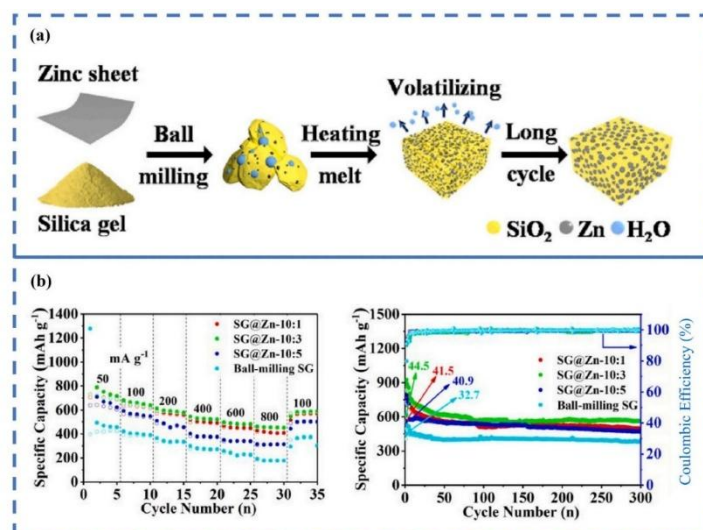 (a)
Zinc sheet
Silica gel
Ball
milling
Heating
melt
Volatilizing
Long
cycle
SiO₂ Zn H₂O
(b)
Specific Capacity (mAh g⁻¹)
1400
1200
1000
800
600
400
200
0
mA g⁻¹
50
100
200
400
600
800
100
SG@Zn-10:1
SG@Zn-10:3
SG@Zn-10:5
Ball-milling SG
0 5 10 15 20 25 30 35
Cycle Number (n)
Specific Capacity (mAh g⁻¹)
1500
1200
900
600
300
0
44.5
41.5
40.9
32.7
SG@Zn-10:1
SG@Zn-10:3
SG@Zn-10:5
Ball-milling SG
100
80
60
40
20
0
Coulombic Efficiency (%)
0 50 100 150 200 250 300
Cycle Number (n)